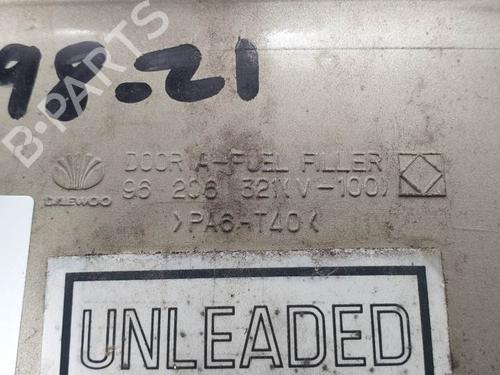 98-21
B-PARTS
DOOR A-FUEL FILLER
DAEWOO 96 206 321(V-100)
>PA6-T40<
UNLEADED